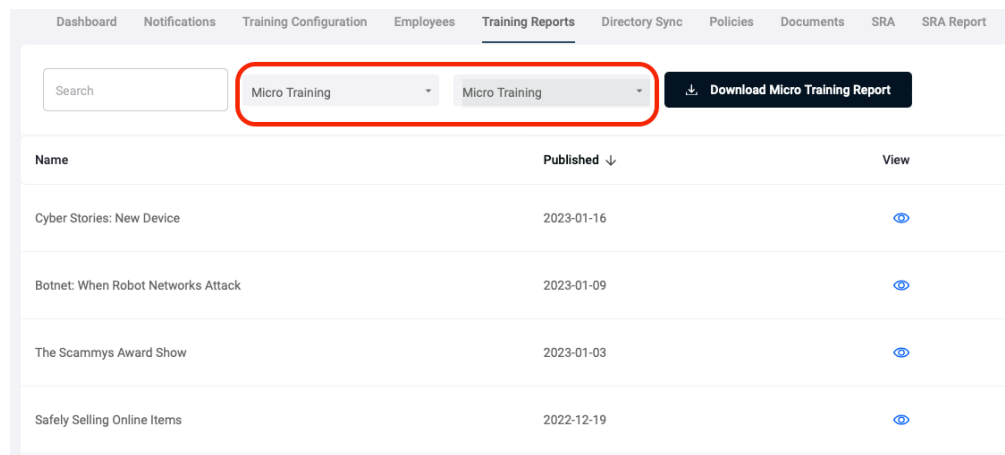 Dashboard Notifications Training Configuration Employees Training Reports Directory Sync Policies Documents SRA SRA Report
Search Micro Training Micro Training Download Micro Training Report
Name Published View
Cyber Stories: New Device 2023-01-16
Botnet: When Robot Networks Attack 2023-01-09
The Scammys Award Show 2023-01-03
Safely Selling Online Items 2022-12-19